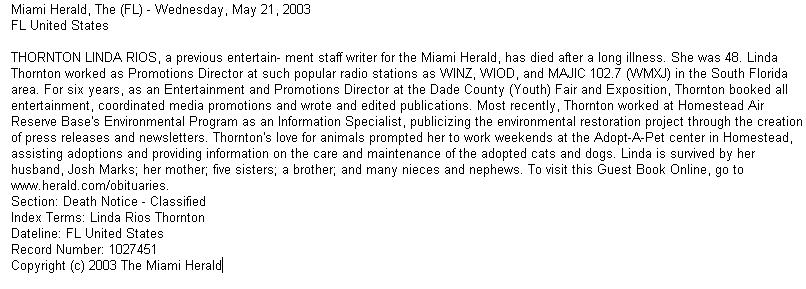 Miami Herald, The (FL) - Wednesday, May 21, 2003
FL United States
THORNTON LINDA RIOS, a previous entertain- ment staff writer for the Miami Herald, has died after a long illness. She was 48. Linda
Thornton worked as Promotions Director at such popular radio stations as WINZ, WIOD, and MAJIC 102.7 (WMXJ) in the South Florida
area. For six years, as an Entertainment and Promotions Director at the Dade County (Youth) Fair and Exposition, Thornton booked all
entertainment, coordinated media promotions and wrote and edited publications. Most recently, Thornton worked at Homestead Air
Reserve Base's Environmental Program as an Information Specialist, publicizing the environmental restoration project through the creation
of press releases and newsletters. Thornton's love for animals prompted her to work weekends at the Adopt-A-Pet center in Homestead,
assisting adoptions and providing information on the care and maintenance of the adopted cats and dogs. Linda is survived by her
husband, Josh Marks; her mother; five sisters; a brother; and many nieces and nephews. To visit this Guest Book Online, go to
www.herald.com/obituaries.
Section: Death Notice - Classified
Index Terms: Linda Rios Thornton
Dateline: FL United States
Record Number: 1027451
Copyright (c) 2003 The Miami Herald